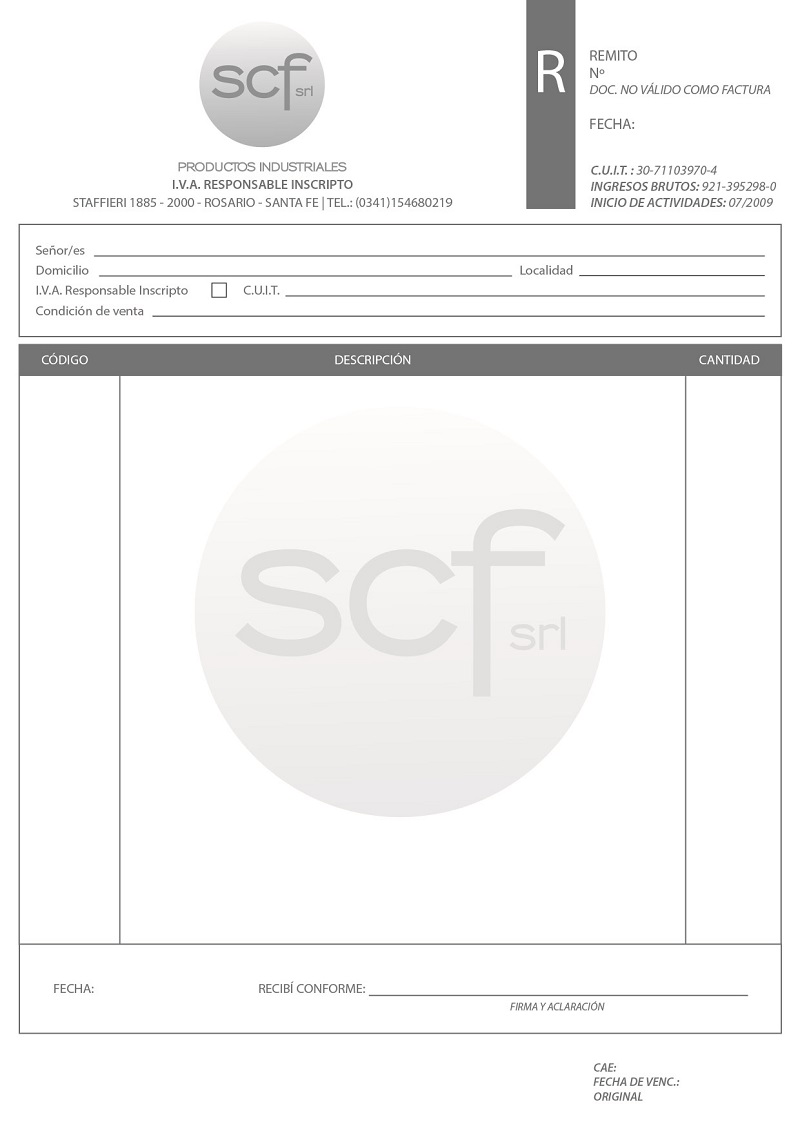 scf srl
PRODUCTOS INDUSTRIALES
I.V.A. RESPONSABLE INSCRIPTO
STAFFIERI 1885 - 2000 - ROSARIO - SANTA FE | TEL.: (0341)154680219
R
REMITO
Nº
DOC. NO VÁLIDO COMO FACTURA
FECHA:
C.U.I.T. : 30-71103970-4
INGRESOS BRUTOS: 921-395298-0
INICIO DE ACTIVIDADES: 07/2009
Señor/es
Domicilio Localidad
I.V.A. Responsable Inscripto C.U.I.T.
Condición de venta
CÓDIGO DESCRIPCIÓN CANTIDAD
scf srl
FECHA: RECIBÍ CONFORME:
FIRMA Y ACLARACIÓN
CAE:
FECHA DE VENC.:
ORIGINAL